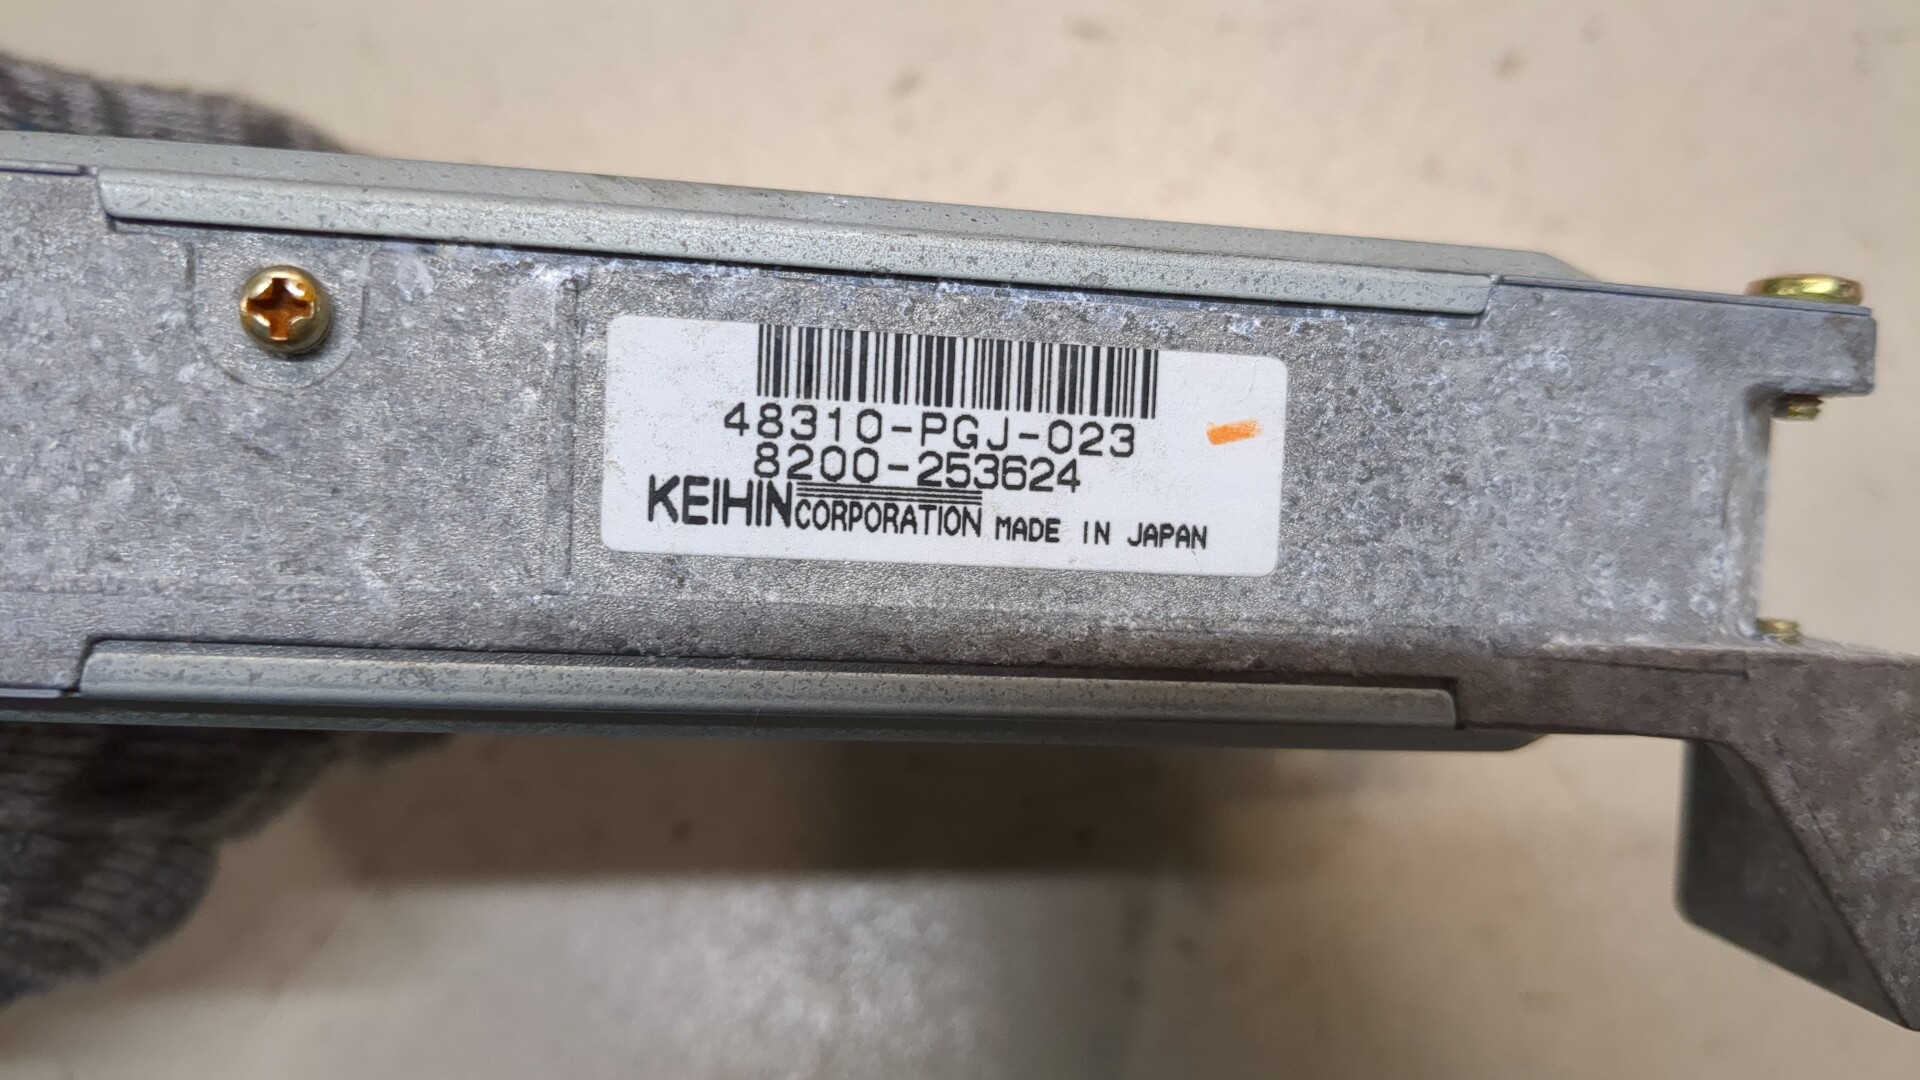 48310-PGJ-023
8200-253624
KEIHIN CORPORATION MADE IN JAPAN